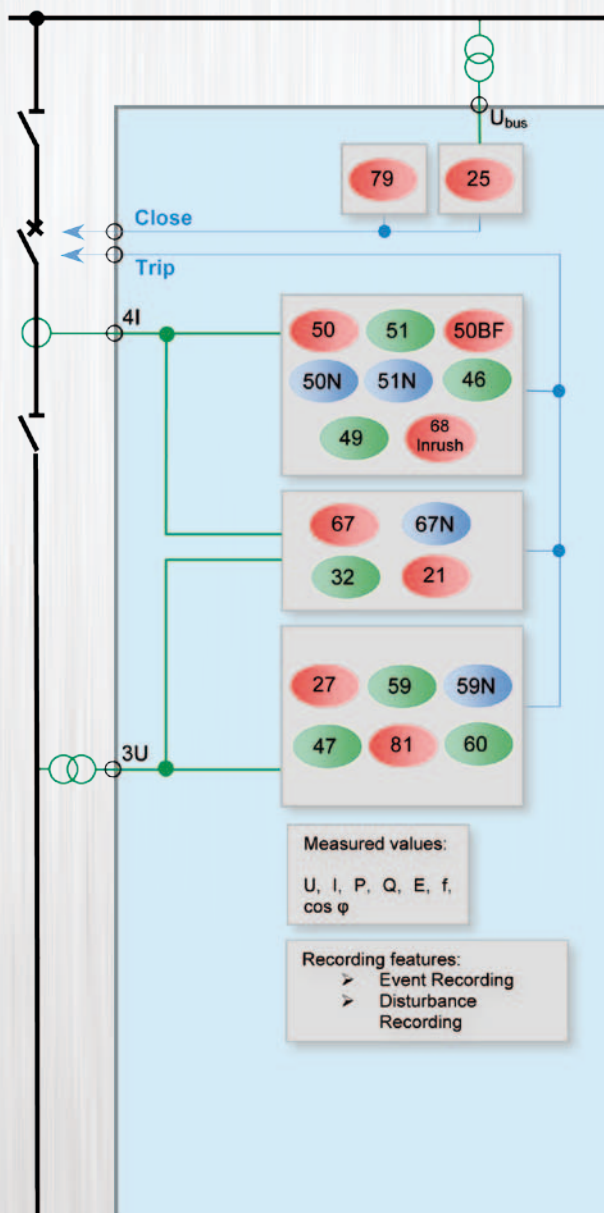 U bus
79 25
Close
Trip
4I
50 51 50BF
50N 51N 46
49 68
Inrush
67 67N
32 21
27 59 59N
3U
47 81 60
Measured values:
U, I, P, Q, E, f,
cos φ
Recording features:
➢ Event Recording
➢ Disturbance
Recording